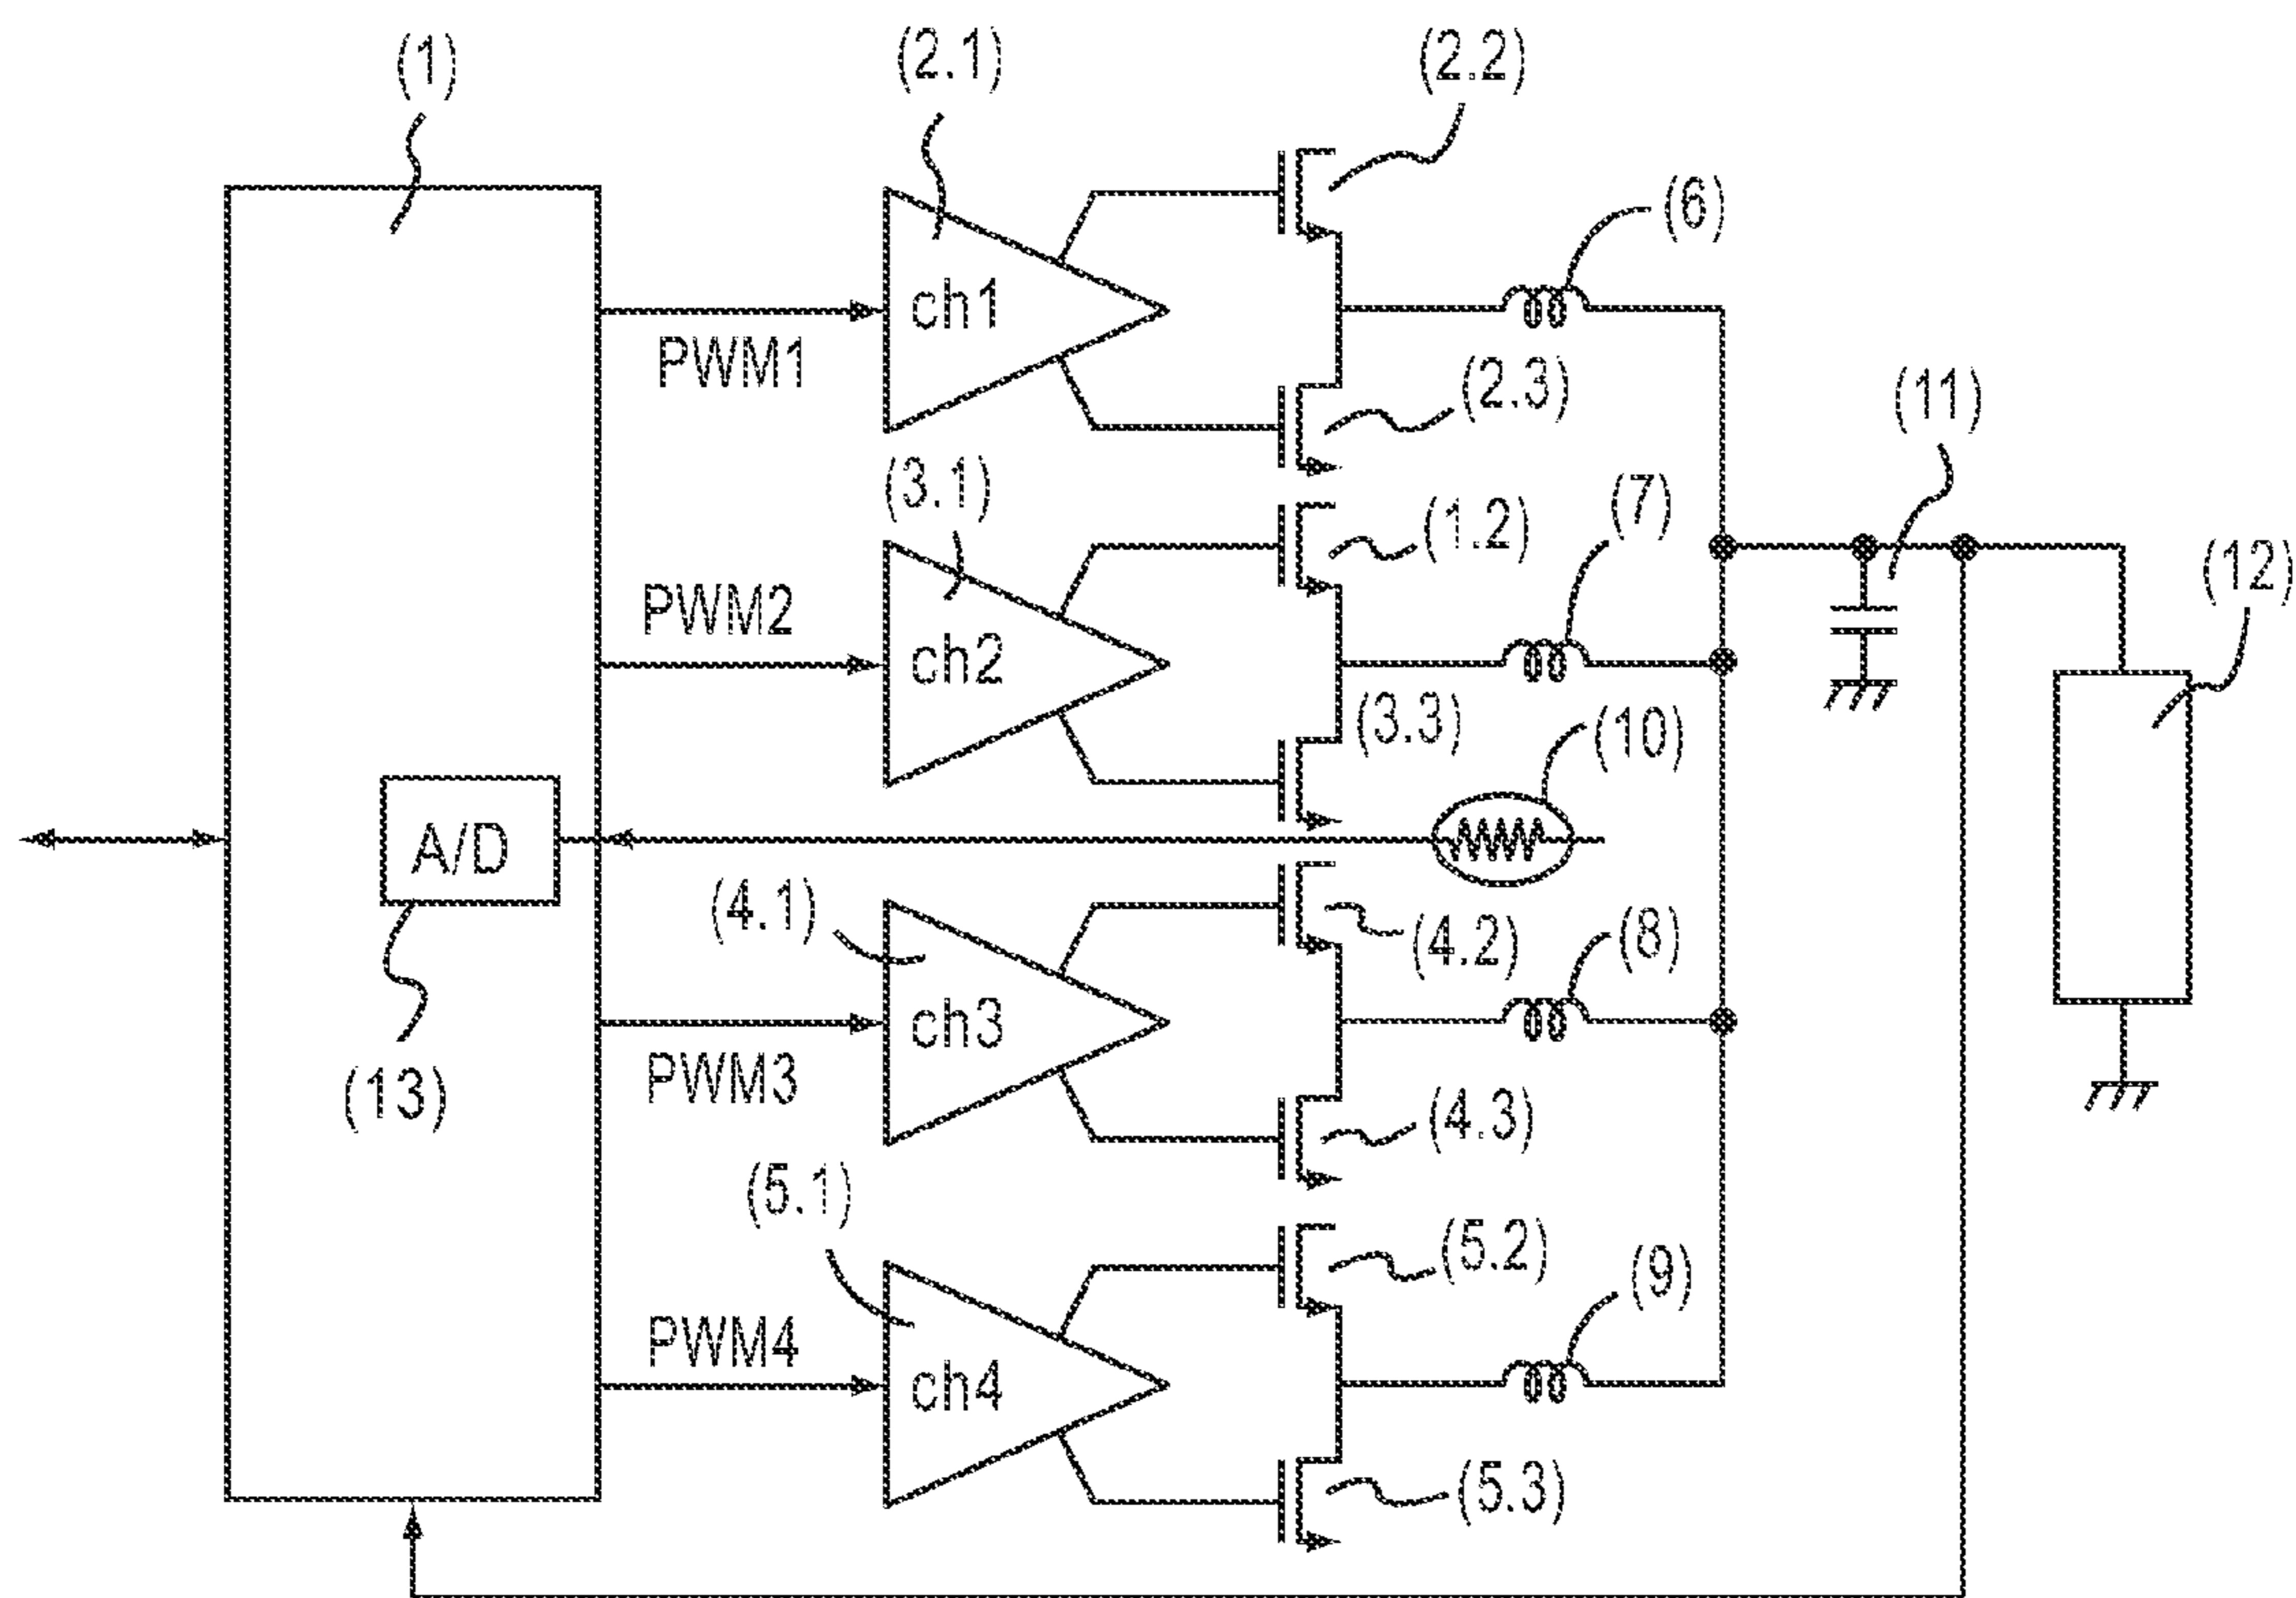 (1)
(2.1)
(2.2)
(6)
ch1
PWM1
(2.3)
(11)
(3.1)
(1.2)
(7)
(12)
PWM2
ch2
(3.3)
(10)
A/D
(4.1)
(4.2)
(8)
ch3
PWM3
(13)
(4.3)
(5.1)
(5.2)
(9)
PWM4
ch4
(5.3)